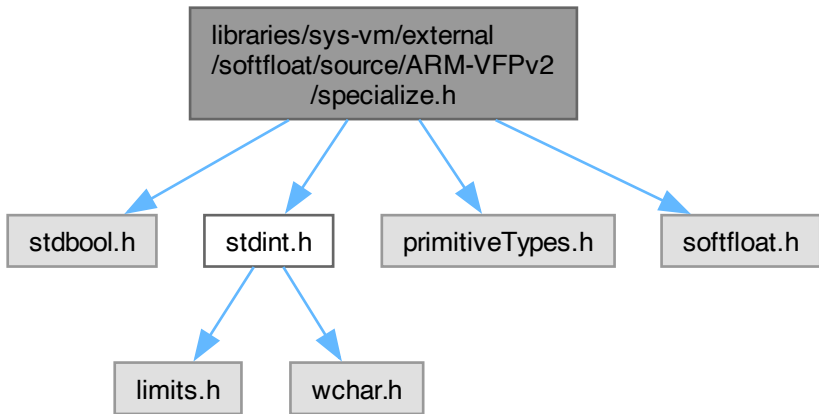 libraries/sys-vm/external
/softfloat/source/ARM-VFPv2
/specialize.h
stdbool.h
stdint.h
primitiveTypes.h
softfloat.h
limits.h
wchar.h